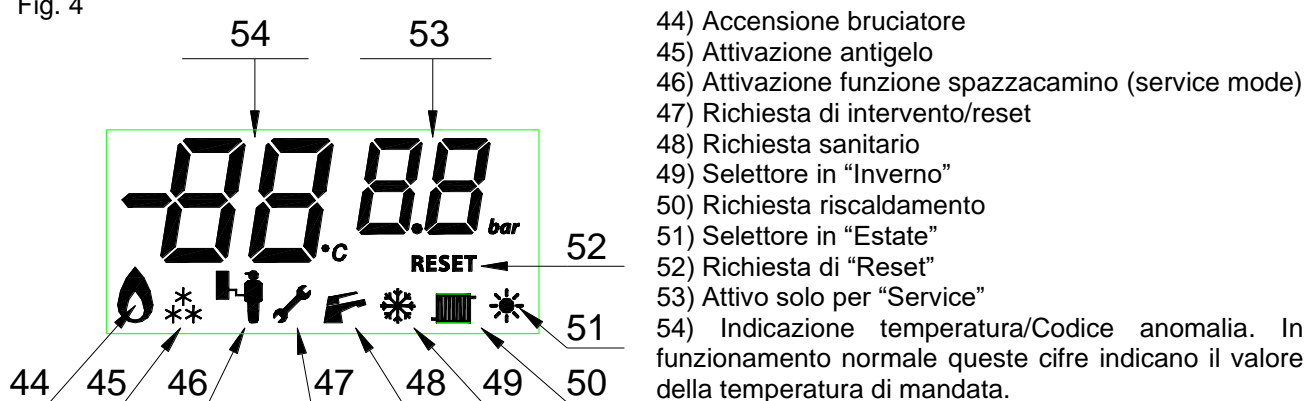 Fig. 4
54 53
-88 8.8
°C bar
RESET 52
51
44 45 46 47 48 49 50
44) Accensione bruciatore
45) Attivazione antigelo
46) Attivazione funzione spazzacamino (service mode)
47) Richiesta di intervento/reset
48) Richiesta sanitario
49) Selettore in “Inverno”
50) Richiesta riscaldamento
51) Selettore in “Estate”
52) Richiesta di “Reset”
53) Attivo solo per “Service”
54) Indicazione temperatura/Codice anomalia. In
funzionamento normale queste cifre indicano il valore
della temperatura di mandata.